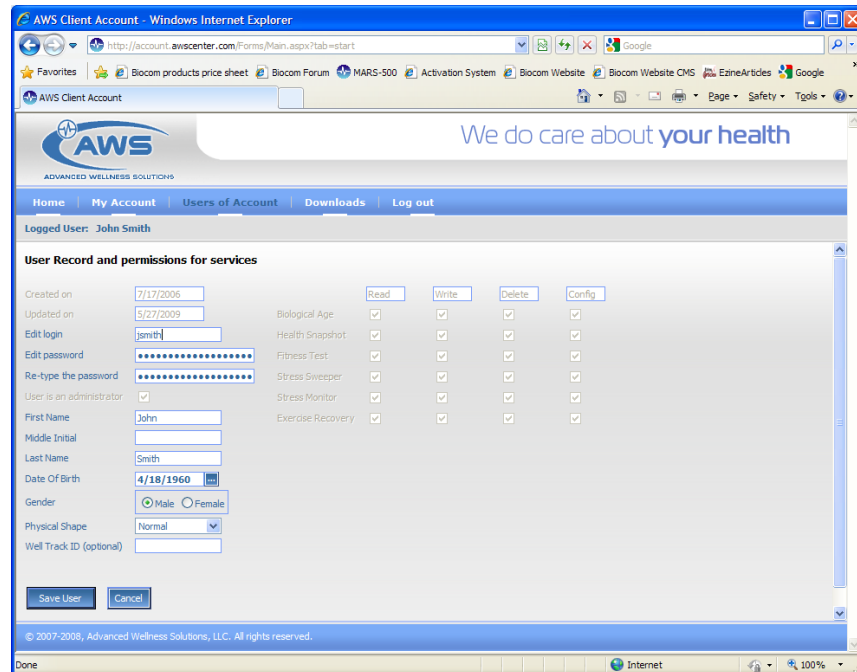 AWS Client Account - Windows Internet Explorer
http://account.awscenter.com/Forms/Main.aspx?tab=start
Google
Favorites Biocom products price sheet Biocom Forum MARS-500 Activation System Biocom Website Biocom Website CMS EzineArticles Google »
AWS Client Account
Page Safety Tools
AWS
ADVANCED WELLNESS SOLUTIONS
We do care about your health
Home | My Account | Users of Account | Downloads | Log out
Logged User: John Smith
User Record and permissions for services
Created on 7/17/2006 Read Write Delete Config
Updated on 5/27/2009 Biological Age
Edit login jsmith Health Snapshot
Edit password ••••••••••••••••••• Fitness Test
Re-type the password ••••••••••••••••••• Stress Sweeper
User is an administrator Stress Monitor
First Name John Exercise Recovery
Middle Initial
Last Name Smith
Date Of Birth 4/18/1960 ...
Gender Male Female
Physical Shape Normal
Well Track ID (optional)
Save User Cancel
© 2007-2008, Advanced Wellness Solutions, LLC. All rights reserved.
Done Internet 100%